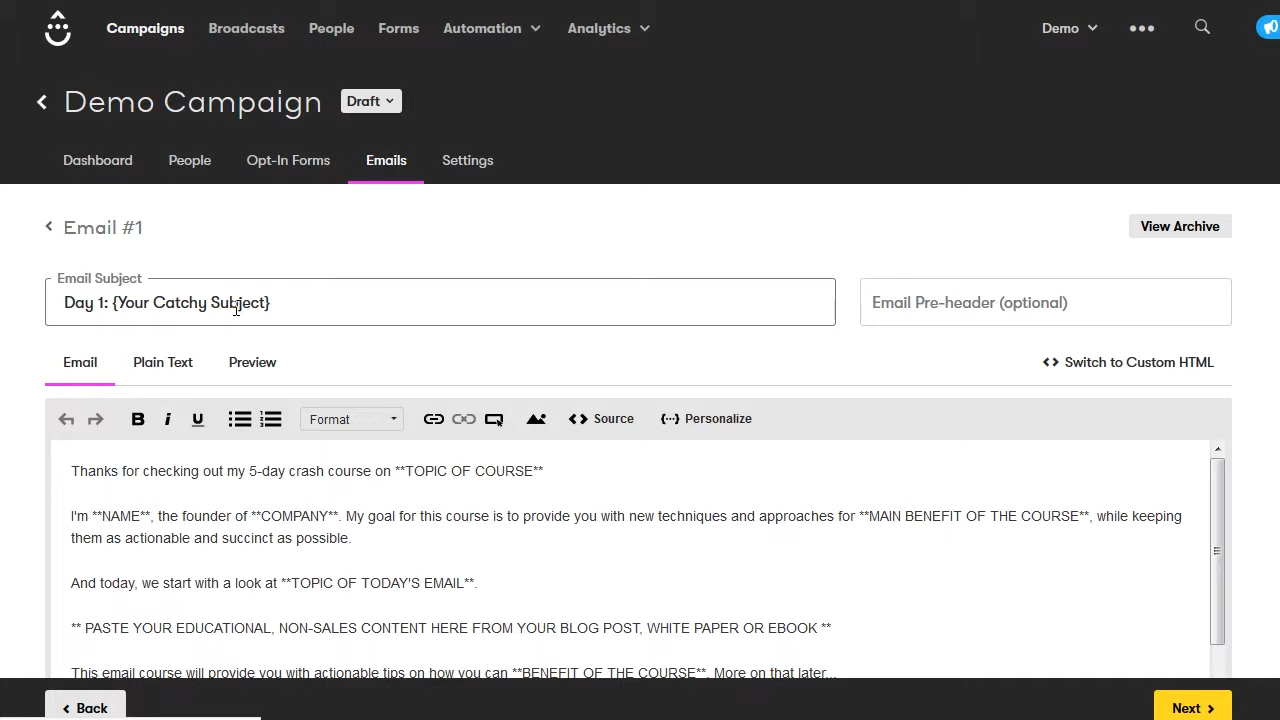 Campaigns Broadcasts People Forms Automation Analytics Demo
Demo Campaign Draft
Dashboard People Opt-In Forms Emails Settings
Email #1 View Archive
Email Subject
Day 1: {Your Catchy Subject} Email Pre-header (optional)
Email Plain Text Preview Switch to Custom HTML
B i U Format Source Personalize
Thanks for checking out my 5-day crash course on **TOPIC OF COURSE**
I'm **NAME**, the founder of **COMPANY**. My goal for this course is to provide you with new techniques and approaches for **MAIN BENEFIT OF THE COURSE**, while keeping
them as actionable and succinct as possible.
And today, we start with a look at **TOPIC OF TODAY'S EMAIL**.
** PASTE YOUR EDUCATIONAL, NON-SALES CONTENT HERE FROM YOUR BLOG POST, WHITE PAPER OR EBOOK **
This email course will provide you with actionable tips on how you can **BENEFIT OF THE COURSE**. More on that later...
Back Next